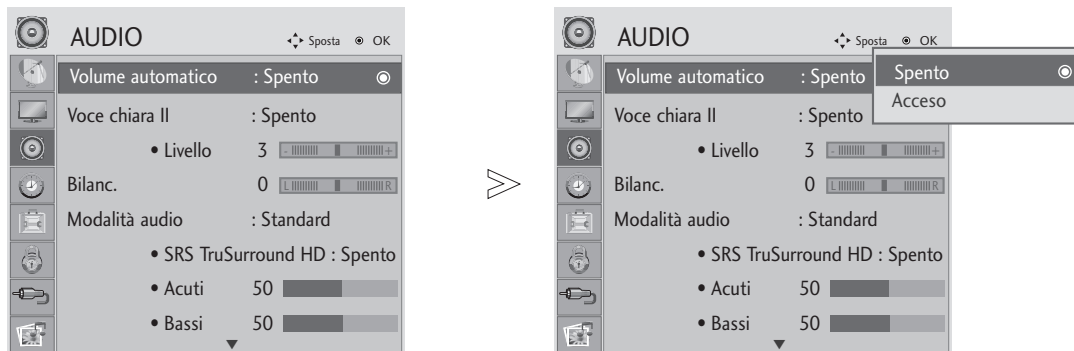 AUDIO
Sposta OK
Volume automatico : Spento
Voce chiara II : Spento
• Livello 3 - +
Bilanc. 0 L R
Modalità audio : Standard
• SRS TruSurround HD : Spento
• Acuti 50
• Bassi 50
AUDIO
Sposta OK
Volume automatico : Spento
Spento
Acceso
Voce chiara II : Spento
• Livello 3 - +
Bilanc. 0 L R
Modalità audio : Standard
• SRS TruSurround HD : Spento
• Acuti 50
• Bassi 50